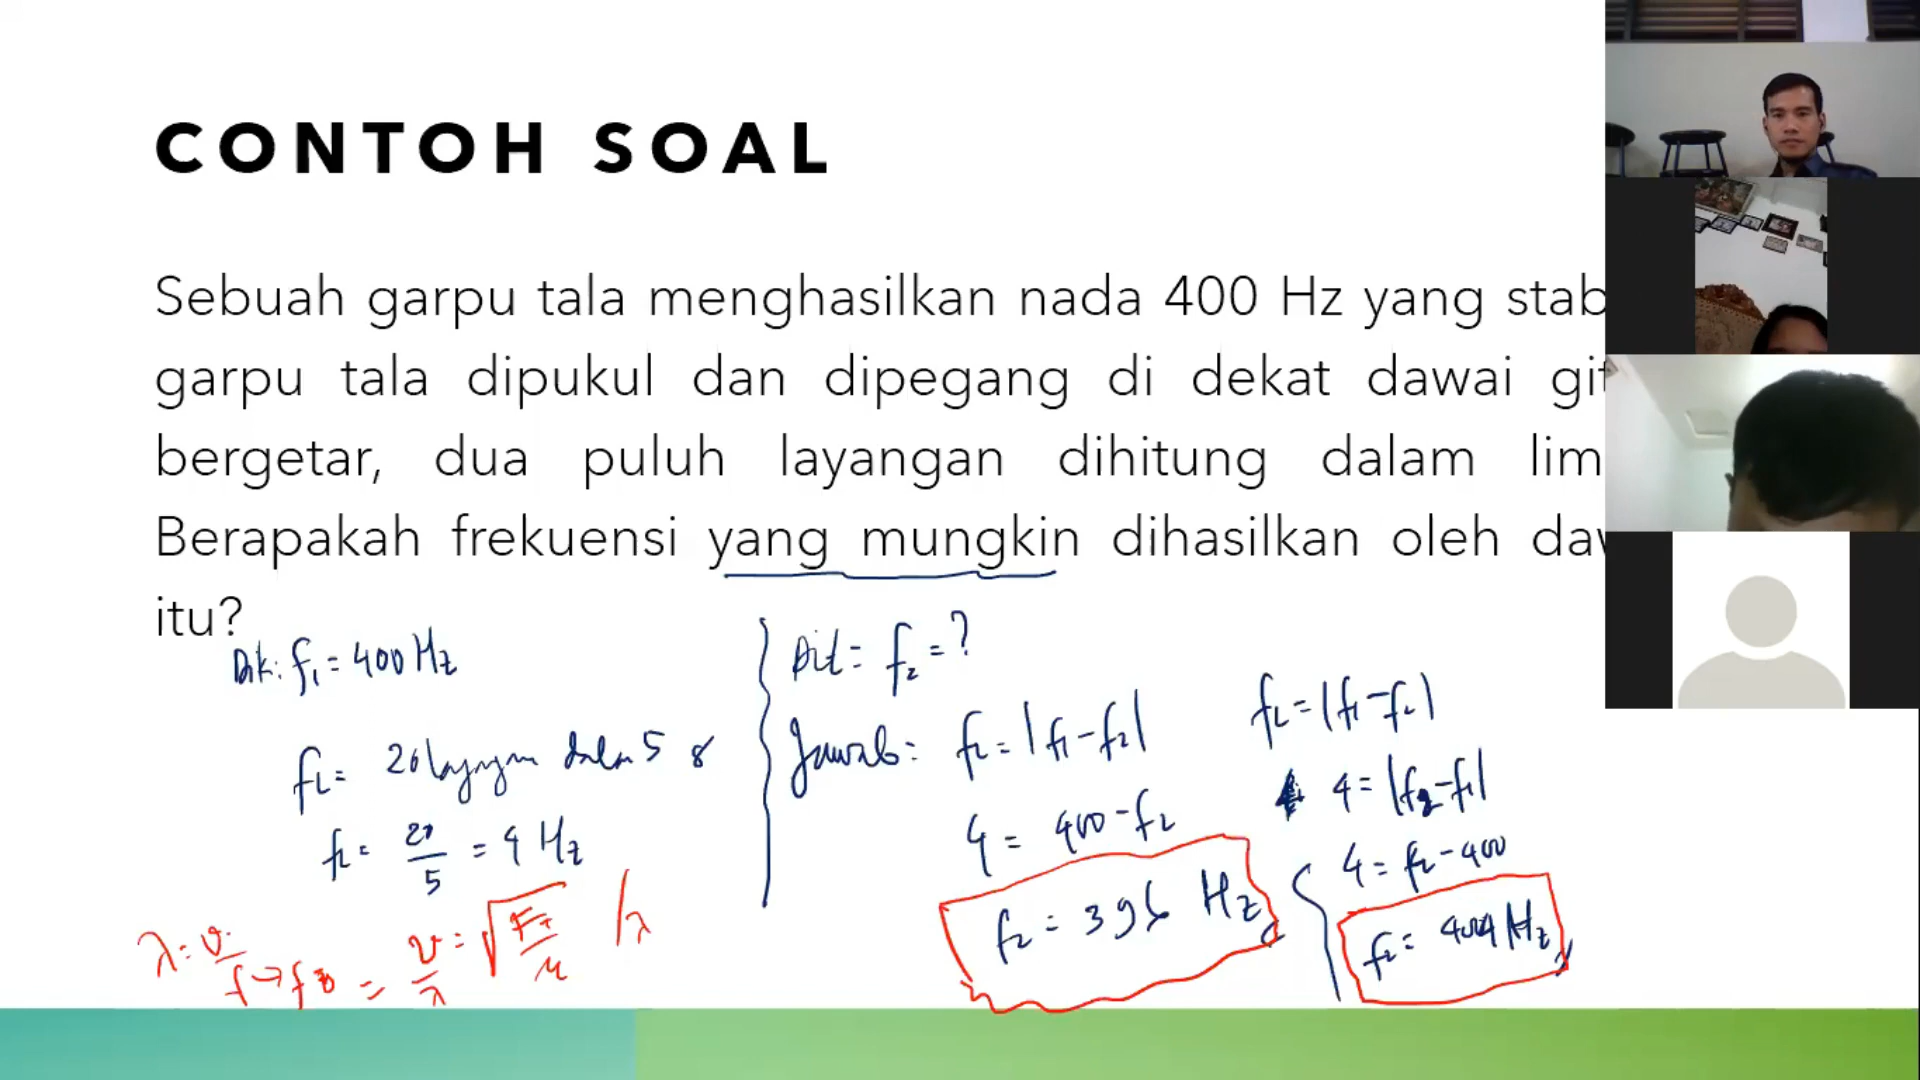 CONTOH SOAL
Sebuah garpu tala menghasilkan nada 400 Hz yang stab
garpu tala dipukul dan dipegang di dekat dawai git
bergetar, dua puluh layangan dihitung dalam lim
Berapakah frekuensi yang mungkin dihasilkan oleh daw
itu?
Dik: f₁ = 400 Hz
fL = 20 layangan dalam 5 s
fL = 20/5 = 4 Hz
λ = v/f → f = v/λ
v = √(FT/μ) /λ
Dit = f₂ = ?
Jawab: fL = |f₁ - f₂|
4 = 400 - f₂
f₂ = 396 Hz
fL = |f₁ - f₂|
4 = |f₂ - f₁|
4 = f₂ - 400
f₂ = 404 Hz